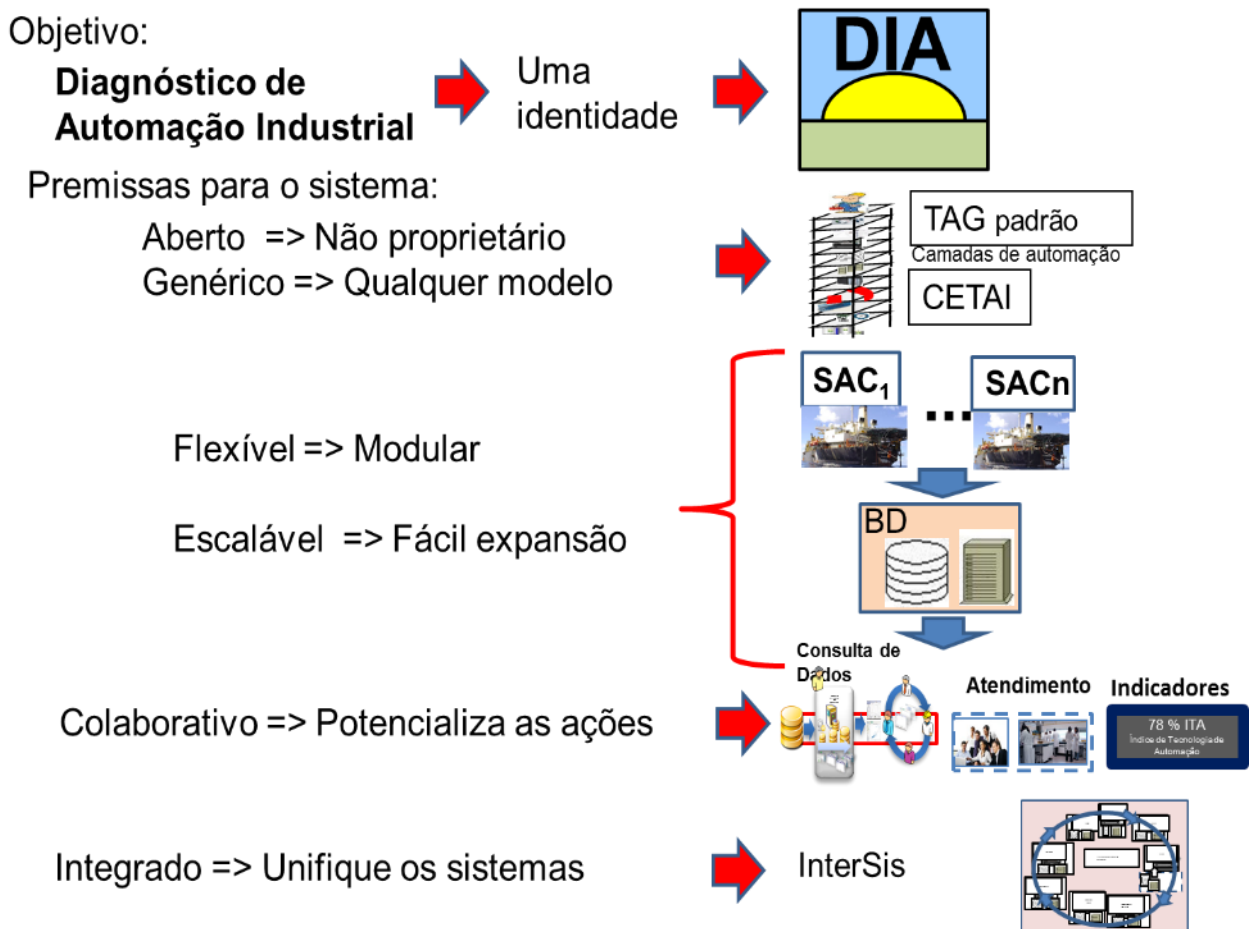 Objetivo:
Diagnóstico de
Automação Industrial
Uma
identidade
DIA
Premissas para o sistema:
Aberto => Não proprietário
Genérico => Qualquer modelo
TAG padrão
Camadas de automação
CETAI
SAC1
...
SACn
Flexível => Modular
Escalável => Fácil expansão
BD
Consulta de
Dados
Atendimento
Indicadores
Colaborativo => Potencializa as ações
78 % ITA
Índice de Tecnologia de
Automação
Integrado => Unifique os sistemas
InterSis